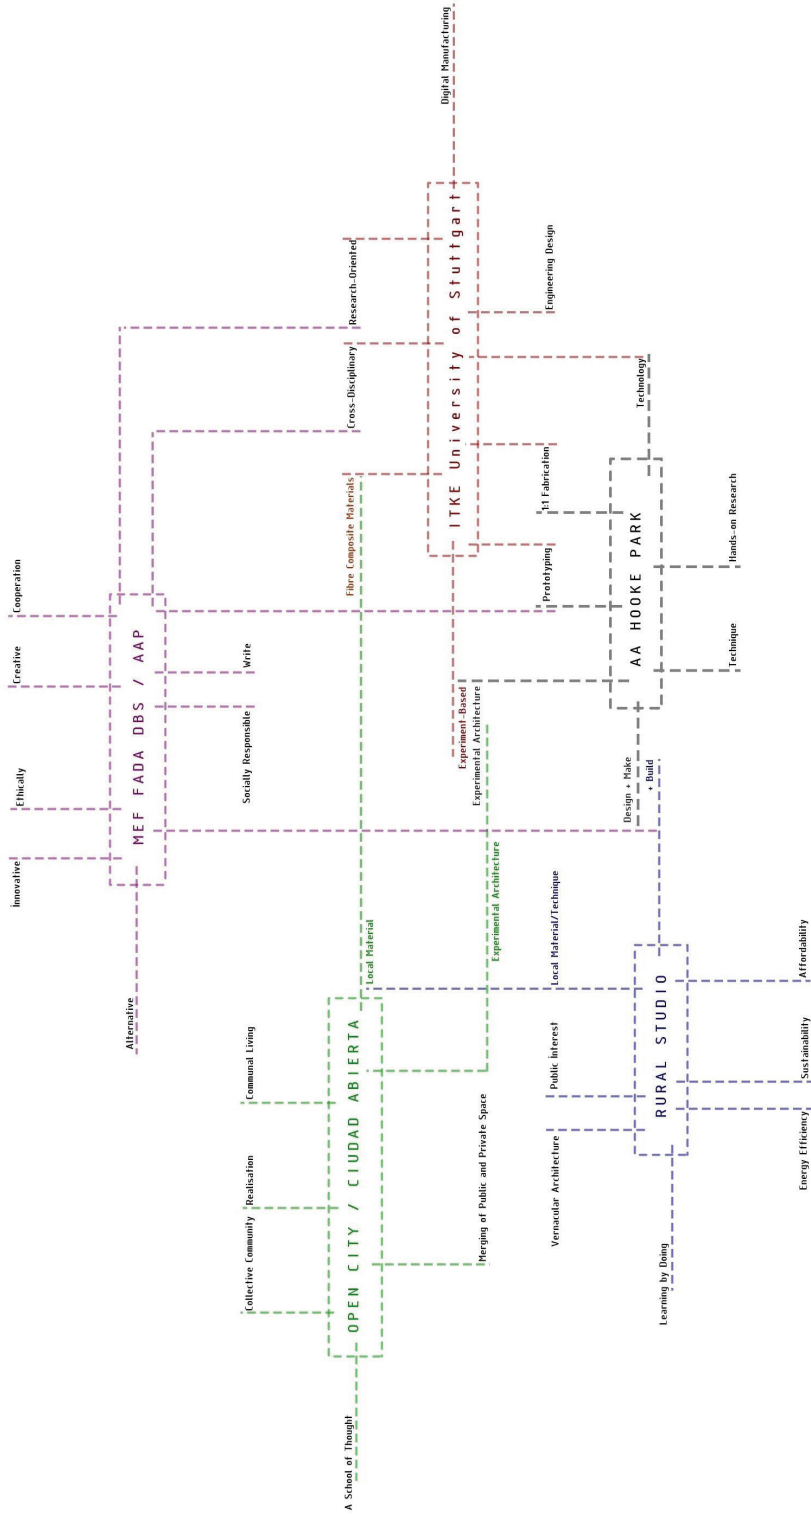 Cooperation
Creative
Ethically
Innovative
MEF FADA DBS / AAP
Alternative
Write
Socially Responsible
Communal Living
Realisation
Collective Community
Research-Oriented
Cross-Disciplinary
Fibre Composite Materials
Local Material
OPEN CITY / CIUDAD ABIERTA
A School of Thought
Digital Manufacturing
ITKE University of Stuttgart
Experiment-Based
Experimental Architecture
Experimental Architecture
Merging of Public and Private Space
Engineering Design
1:1 Fabrication
Prototyping
Local Material/Technique
Public Interest
Vernacular Architecture
Technology
AA HOOKE PARK
Design + Make
+ Build
RURAL STUDIO
Learning by Doing
Hands-on Research
Technique
Affordability
Sustainability
Energy Efficiency